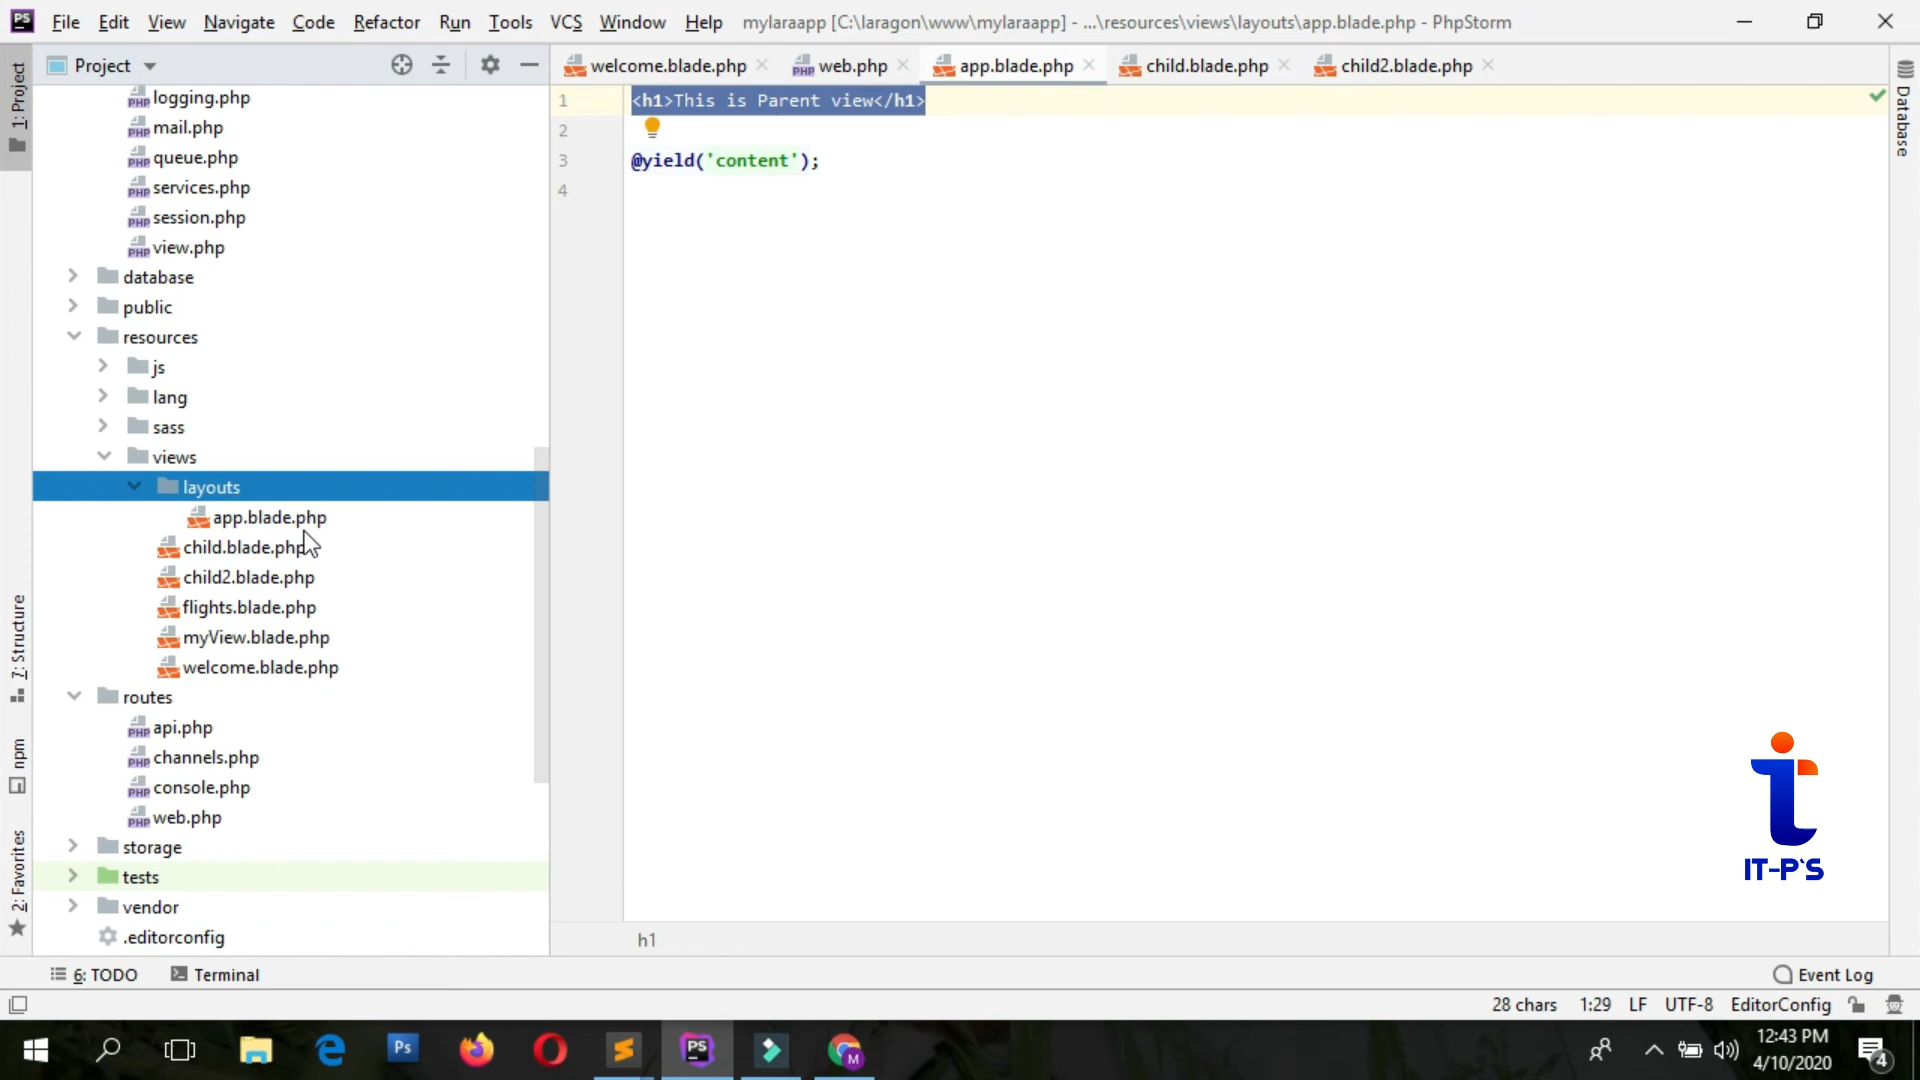 PS File Edit View Navigate Code Refactor Run Tools VCS Window Help mylaraapp [C:\laragon\www\mylaraapp] - ...\resources\views\layouts\app.blade.php - PhpStorm
Project
welcome.blade.php
web.php
app.blade.php
child.blade.php
child2.blade.php
1: Project
7: Structure
npm
2: Favorites
Database
logging.php
mail.php
queue.php
services.php
session.php
view.php
database
public
resources
js
lang
sass
views
layouts
app.blade.php
child.blade.php
child2.blade.php
flights.blade.php
myView.blade.php
welcome.blade.php
routes
api.php
channels.php
console.php
web.php
storage
tests
vendor
.editorconfig
1 <h1>This is Parent view</h1>
2
3 @yield('content');
4
IT-P'S
h1
6: TODO Terminal Event Log
28 chars 1:29 LF UTF-8 EditorConfig
Ps PS M
12:43 PM
4/10/2020
4